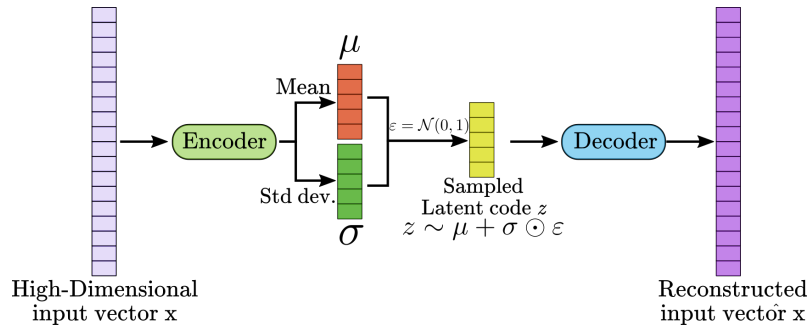 μ
Mean
Encoder
Std dev.
σ
ε = 𝒩(0,1)
Sampled
Latent code z
z ∼ μ + σ ⊙ ε
Decoder
High-Dimensional
input vector x
Reconstructed
input vector x̂